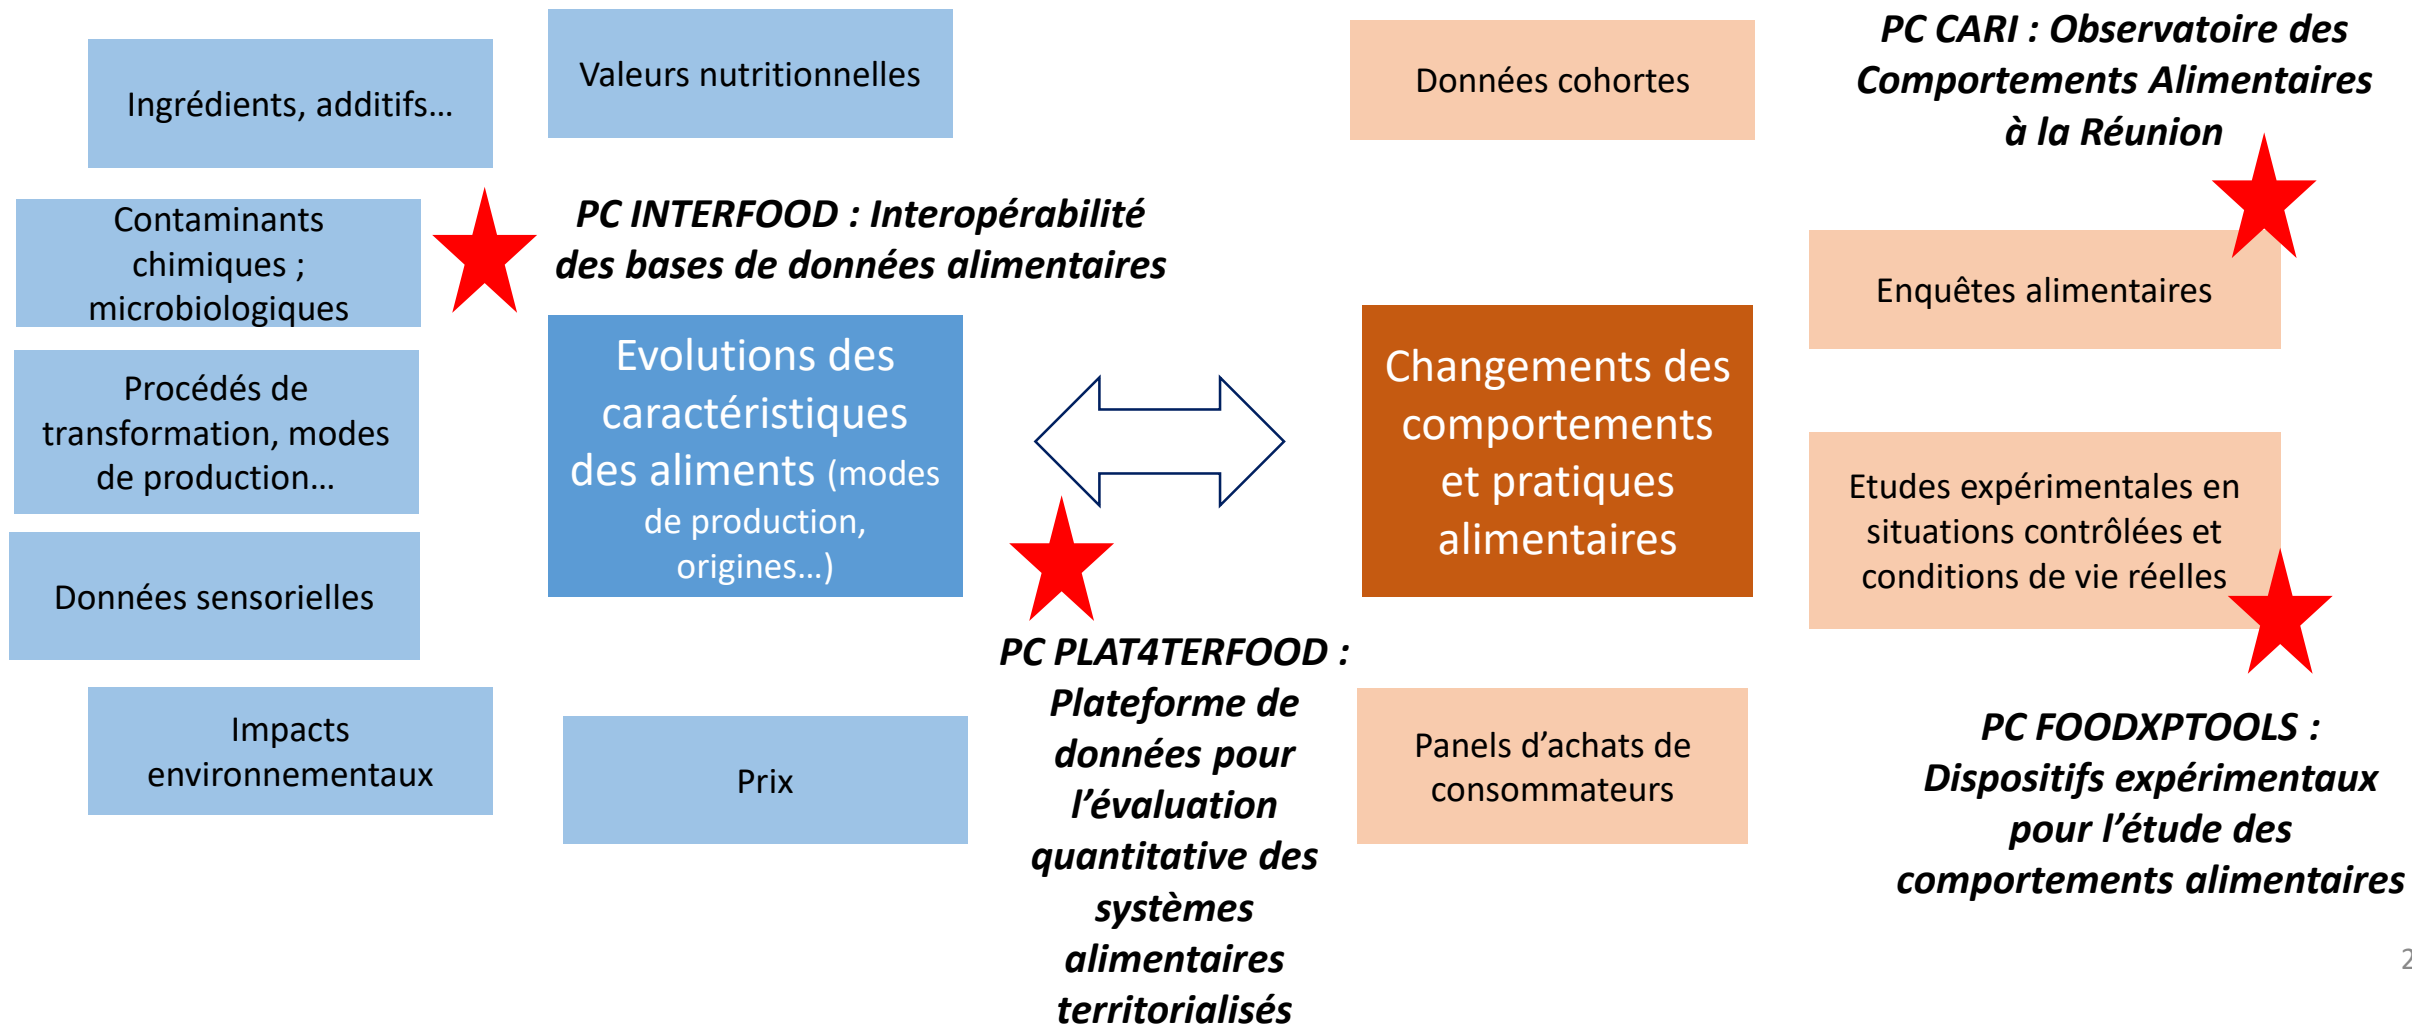 Ingrédients, additifs…
Valeurs nutritionnelles
Données cohortes
PC CARI : Observatoire des
Comportements Alimentaires
à la Réunion
Contaminants
chimiques ;
microbiologiques
PC INTERFOOD : Interopérabilité
des bases de données alimentaires
Enquêtes alimentaires
Procédés de
transformation, modes
de production…
Evolutions des
caractéristiques
des aliments (modes
de production,
origines…)
Changements des
comportements
et pratiques
alimentaires
Etudes expérimentales en
situations contrôlées et
conditions de vie réelles
Données sensorielles
Impacts
environnementaux
Prix
PC PLAT4TERFOOD :
Plateforme de
données pour
l’évaluation
quantitative des
systèmes
alimentaires
territorialisés
Panels d’achats de
consommateurs
PC FOODXPTOOLS :
Dispositifs expérimentaux
pour l’étude des
comportements alimentaires
2